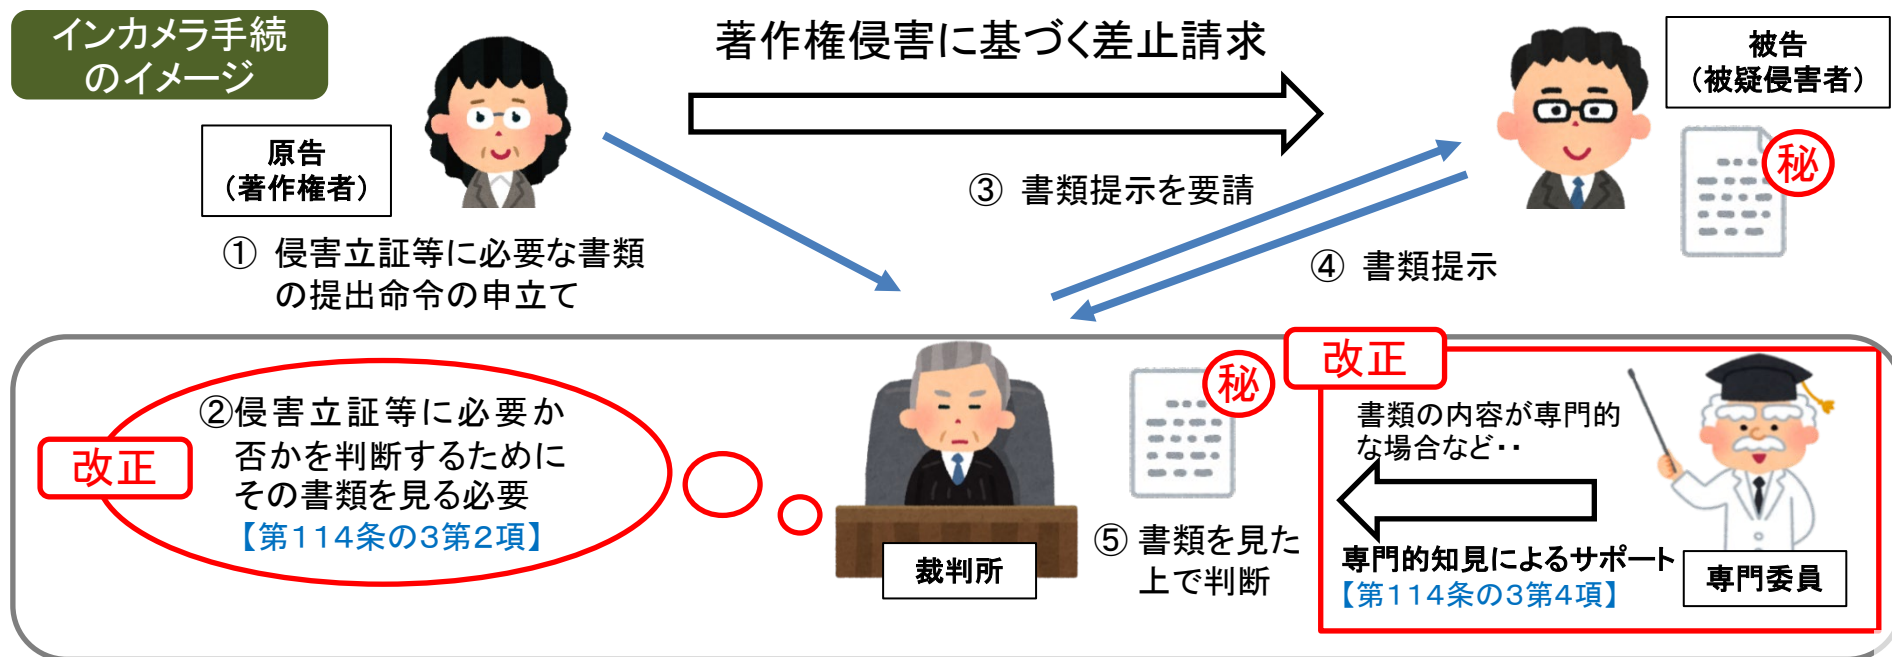 インカメラ手続
のイメージ
著作権侵害に基づく差止請求
原告
(著作権者)
被告
(被疑侵害者)
秘
③ 書類提示を要請
① 侵害立証等に必要な書類
の提出命令の申立て
④ 書類提示
改正
②侵害立証等に必要か
否かを判断するために
その書類を見る必要
【第114条の3第2項】
裁判所
秘
⑤ 書類を見た
上で判断
改正
書類の内容が専門的
な場合など・・
専門的知見によるサポート
【第114条の3第4項】
専門委員